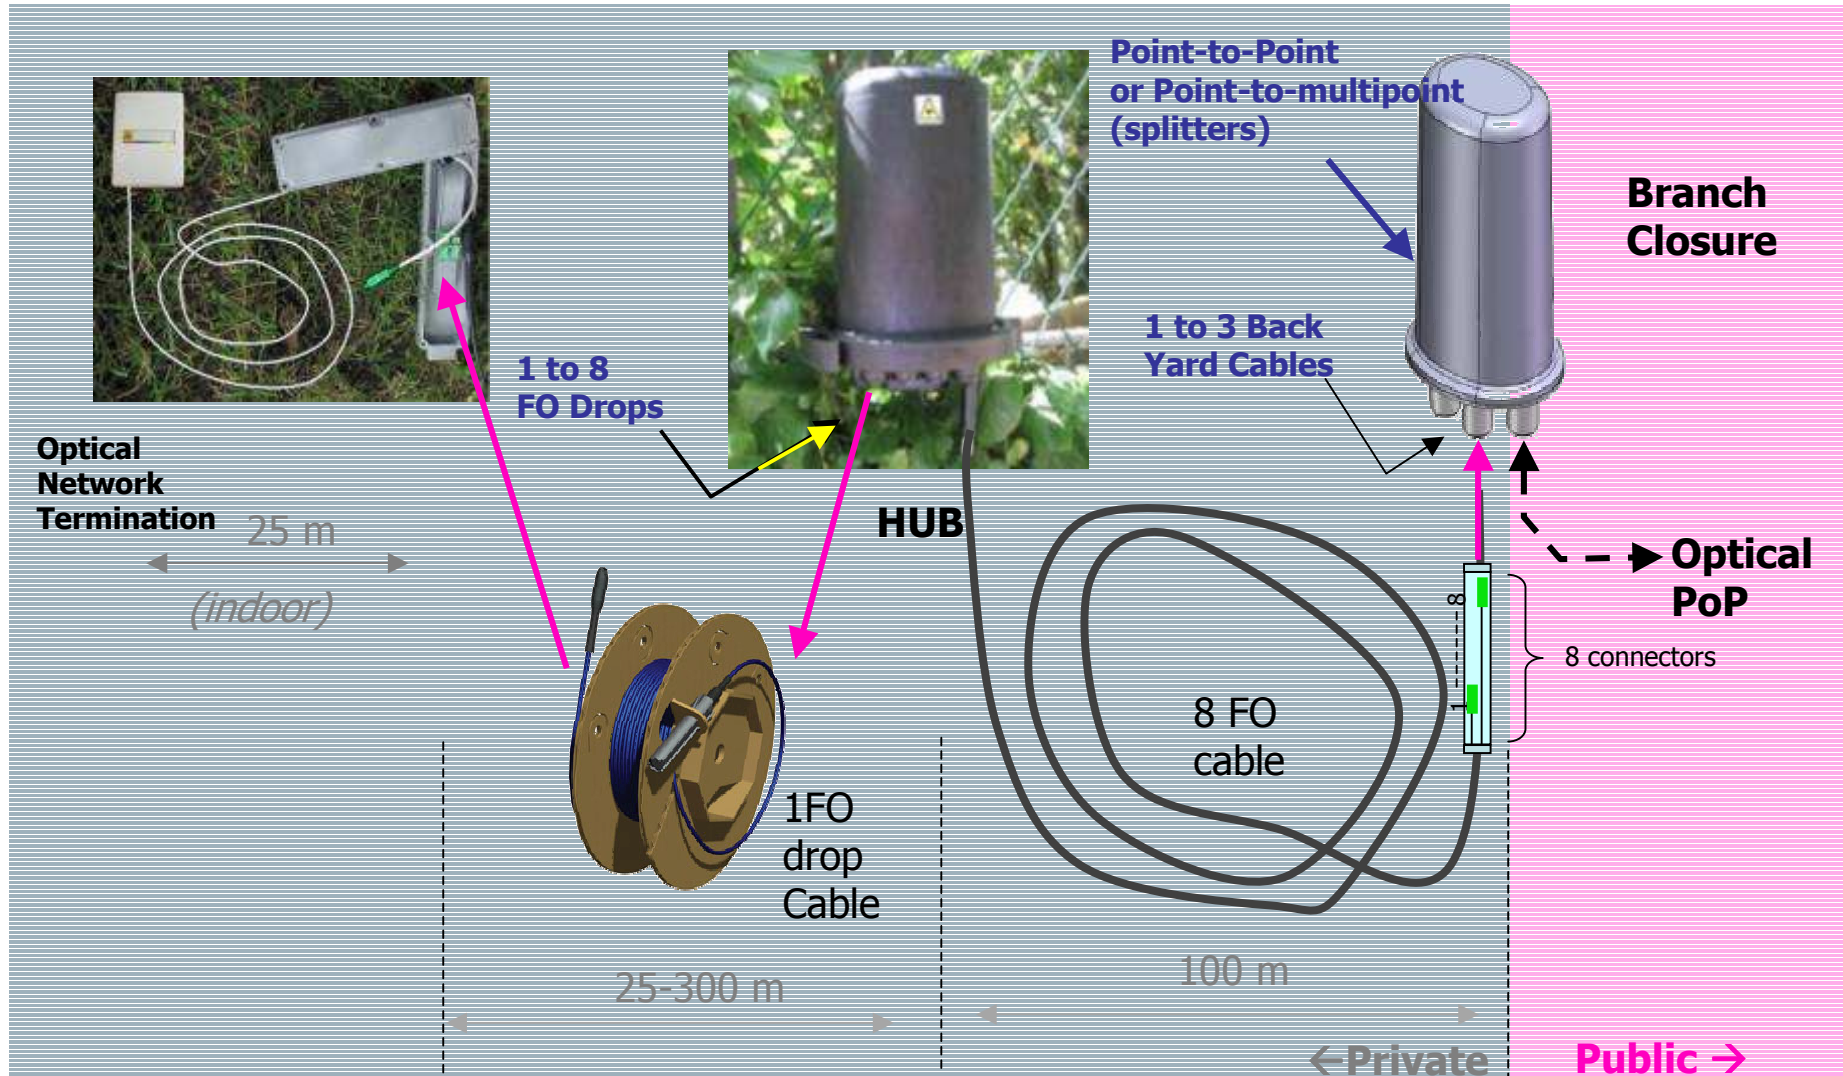 Point-to-Point
or Point-to-multipoint
(splitters)
Branch
Closure
1 to 3 Back
Yard Cables
1 to 8
FO Drops
Optical
Network
Termination
25 m
(indoor)
HUB
Optical
PoP
8
1
8 connectors
8 FO
cable
1FO
drop
Cable
25-300 m
100 m
←Private
Public →